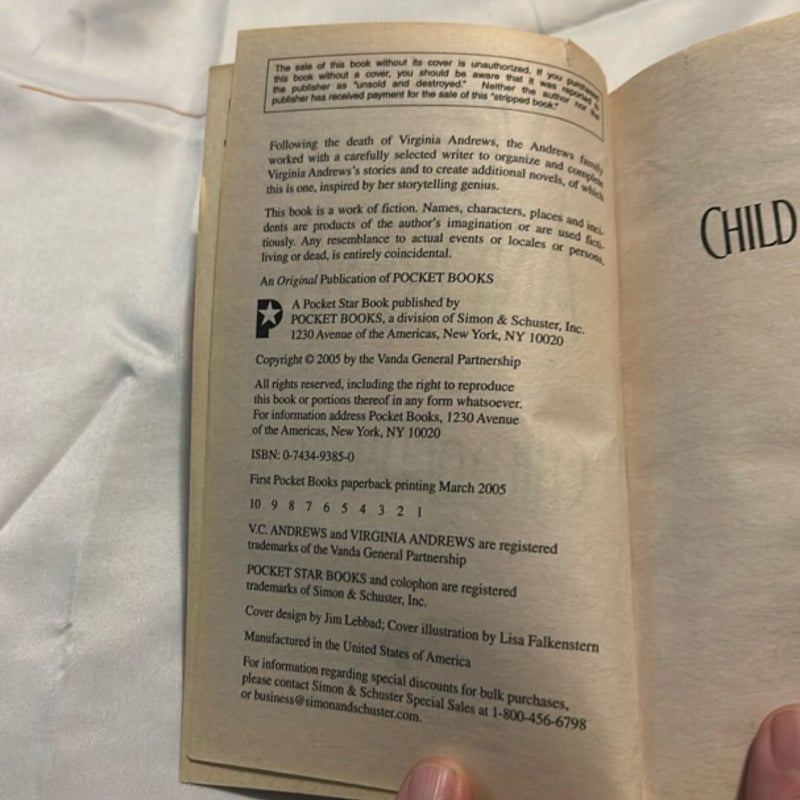 The sale of this book without its cover is unauthorized. If you purchased
this book without a cover, you should be aware that it was reported to
the publisher as "unsold and destroyed." Neither the author nor the
publisher has received payment for the sale of this "stripped book."
Following the death of Virginia Andrews, the Andrews family
worked with a carefully selected writer to organize and complete
Virginia Andrews's stories and to create additional novels, of which
this is one, inspired by her storytelling genius.
This book is a work of fiction. Names, characters, places and inci-
dents are products of the author's imagination or are used ficti-
tiously. Any resemblance to actual events or locales or persons,
living or dead, is entirely coincidental.
An Original Publication of POCKET BOOKS
A Pocket Star Book published by
POCKET BOOKS, a division of Simon & Schuster, Inc.
1230 Avenue of the Americas, New York, NY 10020
Copyright © 2005 by the Vanda General Partnership
All rights reserved, including the right to reproduce
this book or portions thereof in any form whatsoever.
For information address Pocket Books, 1230 Avenue
of the Americas, New York, NY 10020
ISBN: 0-7434-9385-0
First Pocket Books paperback printing March 2005
10 9 8 7 6 5 4 3 2 1
V.C. ANDREWS and VIRGINIA ANDREWS are registered
trademarks of the Vanda General Partnership
POCKET STAR BOOKS and colophon are registered
trademarks of Simon & Schuster, Inc.
Cover design by Jim Lebbad; Cover illustration by Lisa Falkenstern
Manufactured in the United States of America
For information regarding special discounts for bulk purchases,
please contact Simon & Schuster Special Sales at 1-800-456-6798
or business@simonandschuster.com.
CHILD